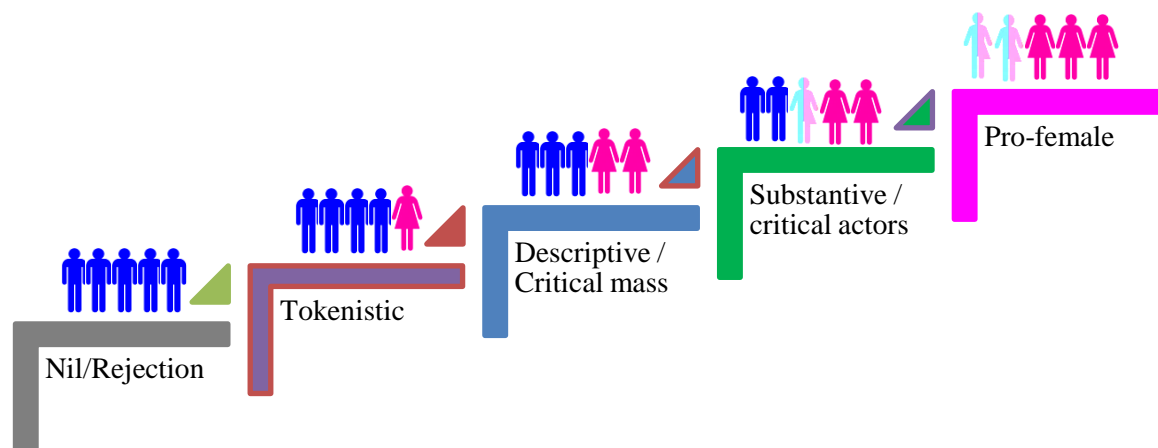 Nil/Rejection
Tokenistic
Descriptive /
Critical mass
Substantive /
critical actors
Pro-female